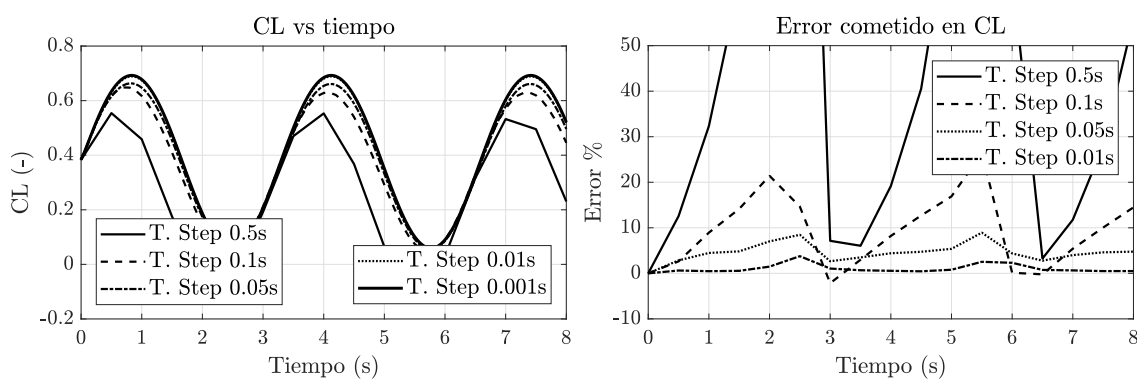 CL vs tiempo
0.8
0.6
0.4
0.2
0
-0.2
CL (-)
0 1 2 3 4 5 6 7 8
Tiempo (s)
T. Step 0.5s
T. Step 0.1s
T. Step 0.05s
T. Step 0.01s
T. Step 0.001s
Error cometido en CL
50
40
30
20
10
0
-10
Error %
0 1 2 3 4 5 6 7 8
Tiempo (s)
T. Step 0.5s
T. Step 0.1s
T. Step 0.05s
T. Step 0.01s